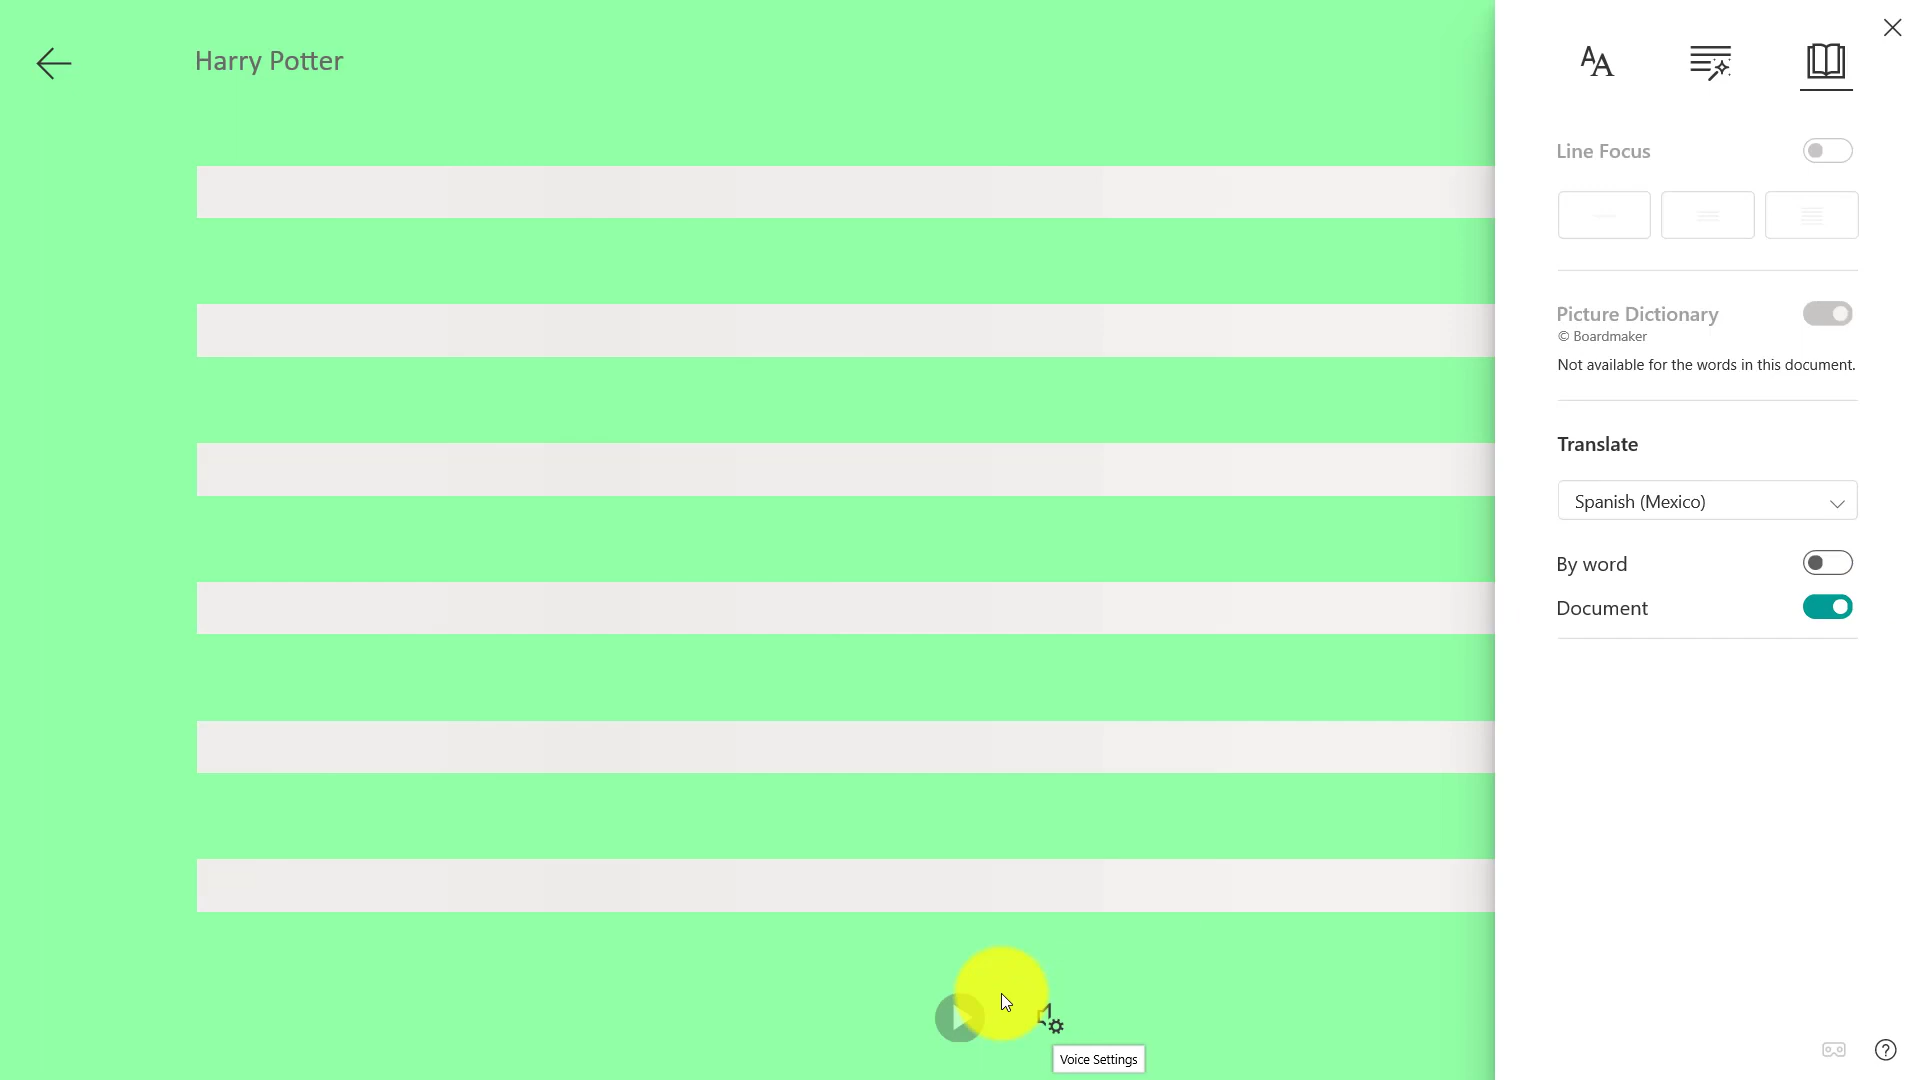 Harry Potter
Line Focus
Picture Dictionary
© Boardmaker
Not available for the words in this document.
Translate
Spanish (Mexico)
By word
Document
Voice Settings